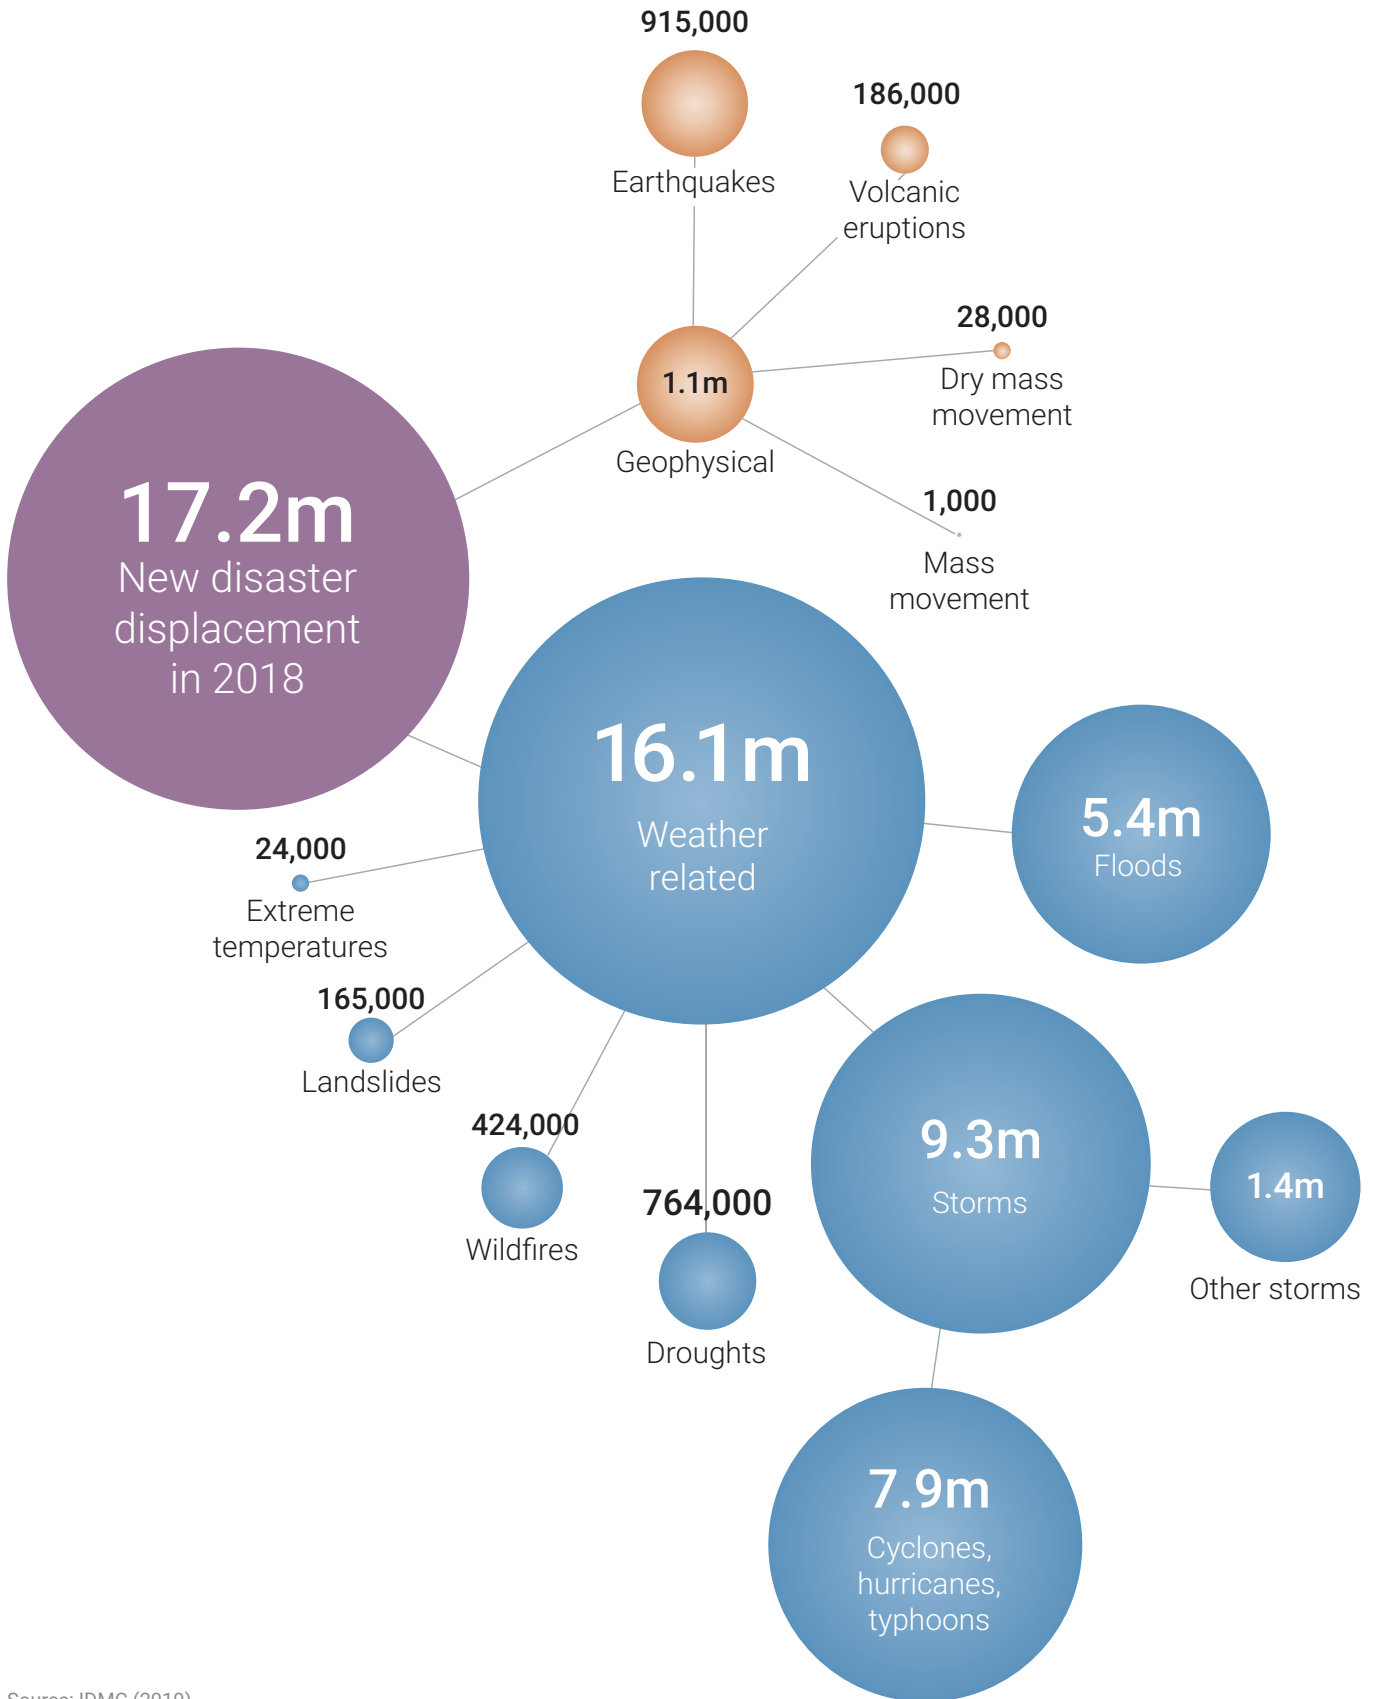 915,000
Earthquakes
186,000
Volcanic
eruptions
28,000
Dry mass
movement
1.1m
Geophysical
1,000
Mass
movement
17.2m
New disaster
displacement
in 2018
16.1m
Weather
related
5.4m
Floods
24,000
Extreme
temperatures
165,000
Landslides
424,000
Wildfires
764,000
Droughts
9.3m
Storms
1.4m
Other storms
7.9m
Cyclones,
hurricanes,
typhoons
Source: IDMC (2019)